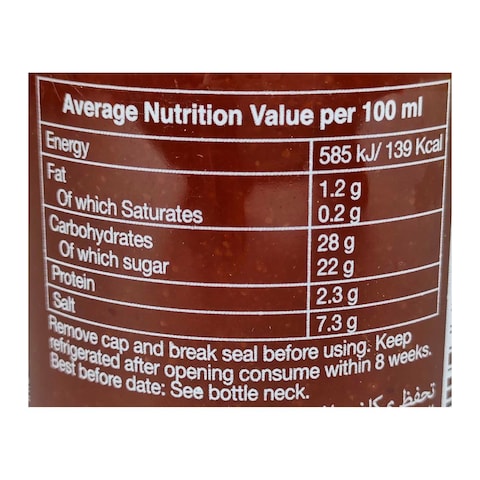 Average Nutrition Value per 100 ml
Energy 585 kJ/ 139 Kcal
Fat 1.2 g
Of which Saturates 0.2 g
Carbohydrates 28 g
Of which sugar 22 g
Protein 2.3 g
Salt 7.3 g
Remove cap and break seal before using. Keep
refrigerated after opening consume within 8 weeks.
Best before date: See bottle neck.